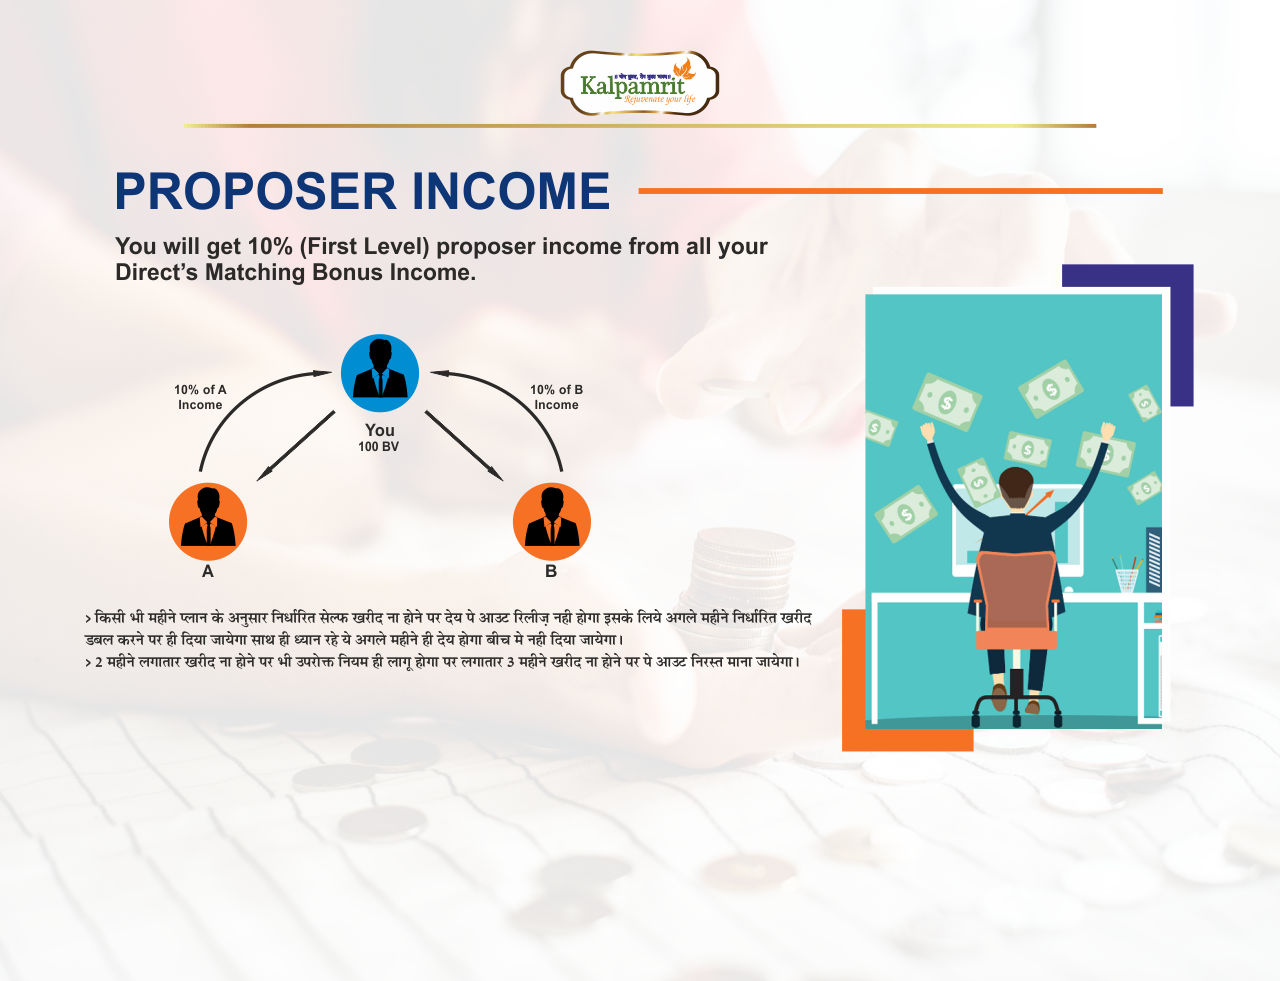 Kalpamrit
Rejuvenate your life
PROPOSER INCOME
You will get 10% (First Level) proposer income from all your
Direct’s Matching Bonus Income.
10% of A
Income
10% of B
Income
You
100 BV
A
B
> किसी भी महीने प्लान के अनुसार निर्धारित सेल्फ खरीद ना होने पर देय पे आउट रिलीज़ नही होगा इसके लिये अगले महीने निर्धारित खरीद
डबल करने पर ही दिया जायेगा साथ ही ध्यान रहे ये अगले महीने ही देय होगा बीच मे नही दिया जायेगा।
> 2 महीने लगातार खरीद ना होने पर भी उपरोक्त नियम ही लागू होगा पर लगातार 3 महीने खरीद ना होने पर पे आउट निरस्त माना जायेगा।